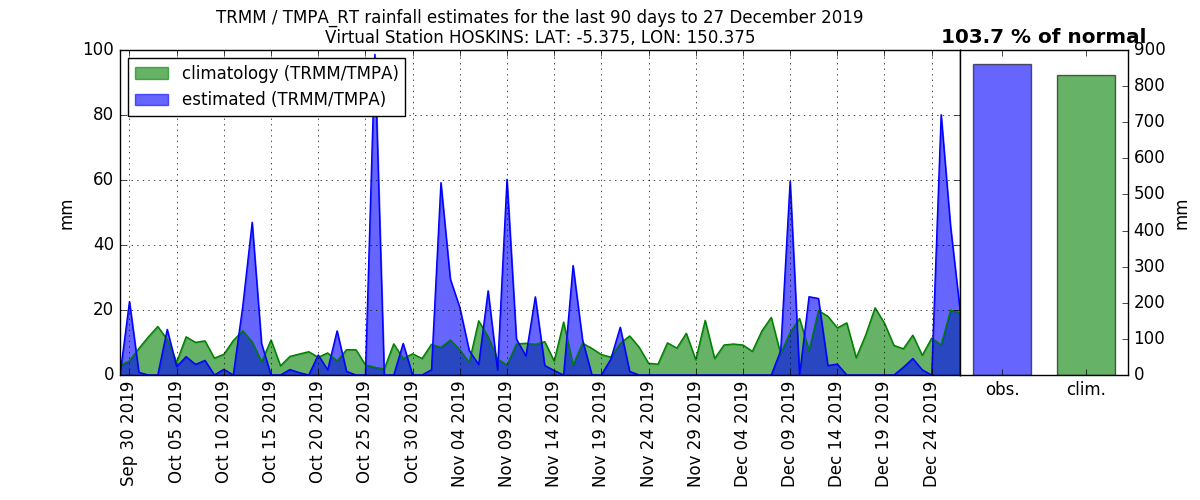 TRMM / TMPA_RT rainfall estimates for the last 90 days to 27 December 2019
Virtual Station HOSKINS: LAT: -5.375, LON: 150.375
103.7 % of normal
climatology (TRMM/TMPA)
estimated (TRMM/TMPA)
mm
100
80
60
40
20
0
900
800
700
600
500
400
300
200
100
0
mm
Sep 30 2019
Oct 05 2019
Oct 10 2019
Oct 15 2019
Oct 20 2019
Oct 25 2019
Oct 30 2019
Nov 04 2019
Nov 09 2019
Nov 14 2019
Nov 19 2019
Nov 24 2019
Nov 29 2019
Dec 04 2019
Dec 09 2019
Dec 14 2019
Dec 19 2019
Dec 24 2019
obs.
clim.